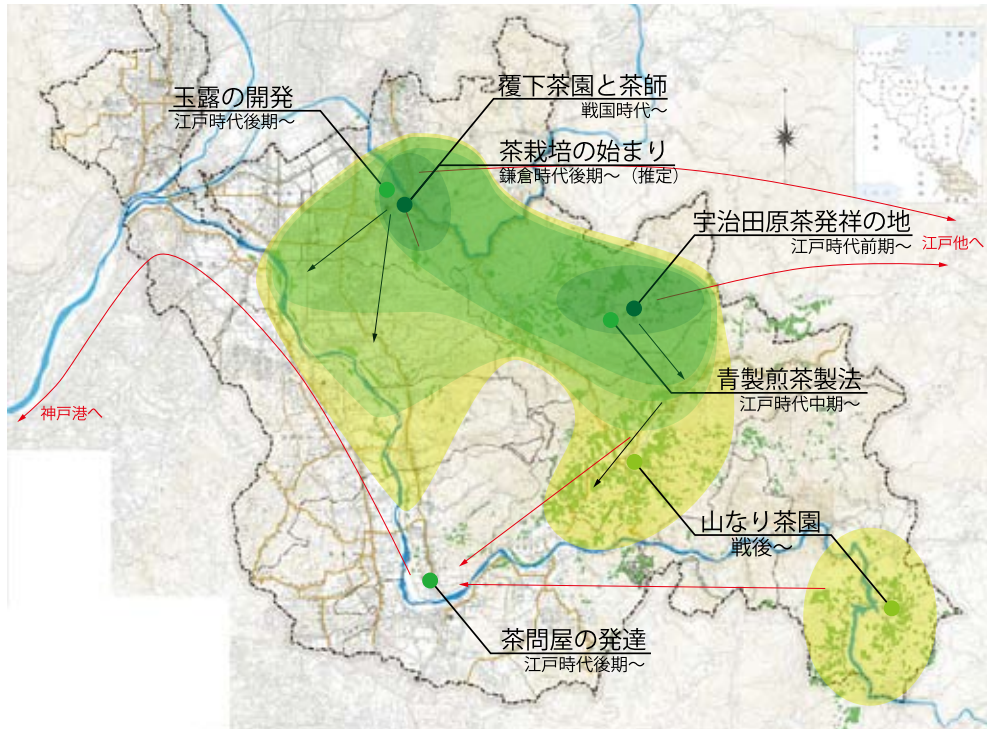 玉露の開発
江戸時代後期～
覆下茶園と茶師
戦国時代～
茶栽培の始まり
鎌倉時代後期～（推定）
宇治田原茶発祥の地
江戸時代前期～
江戸他へ
青製煎茶製法
江戸時代中期～
神戸港へ
山なり茶園
戦後～
茶問屋の発達
江戸時代後期～